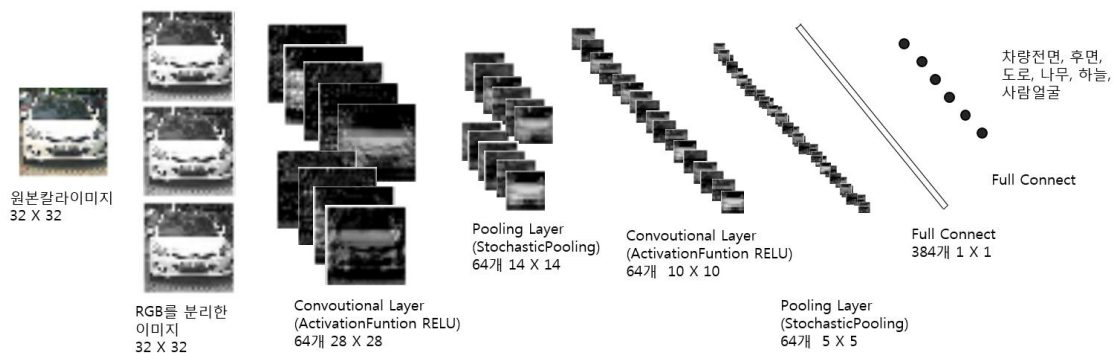 원본칼라이미지
32 X 32
RGB를 분리한
이미지
32 X 32
Convoutional Layer
(ActivationFuntion RELU)
64개 28 X 28
Pooling Layer
(StochasticPooling)
64개 14 X 14
Convoutional Layer
(ActivationFuntion RELU)
64개 10 X 10
Pooling Layer
(StochasticPooling)
64개 5 X 5
Full Connect
384개 1 X 1
차량전면, 후면,
도로, 나무, 하늘,
사람얼굴
Full Connect